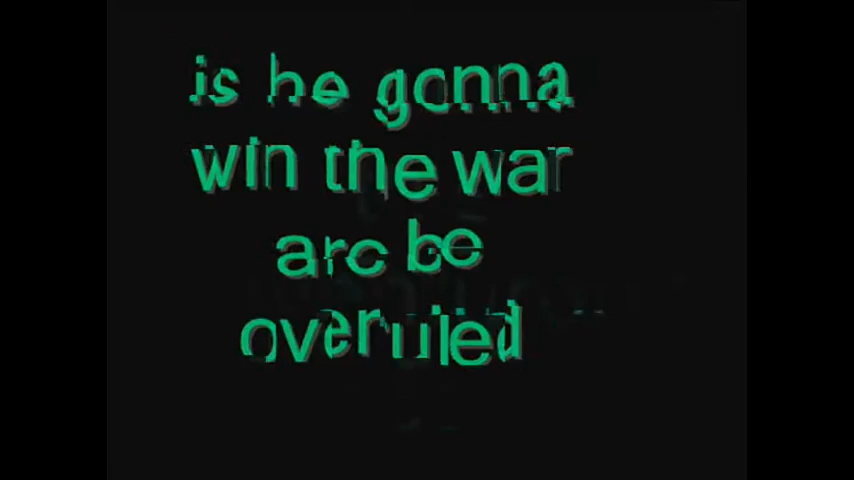 is he gonna
win the war
arc be
overuled